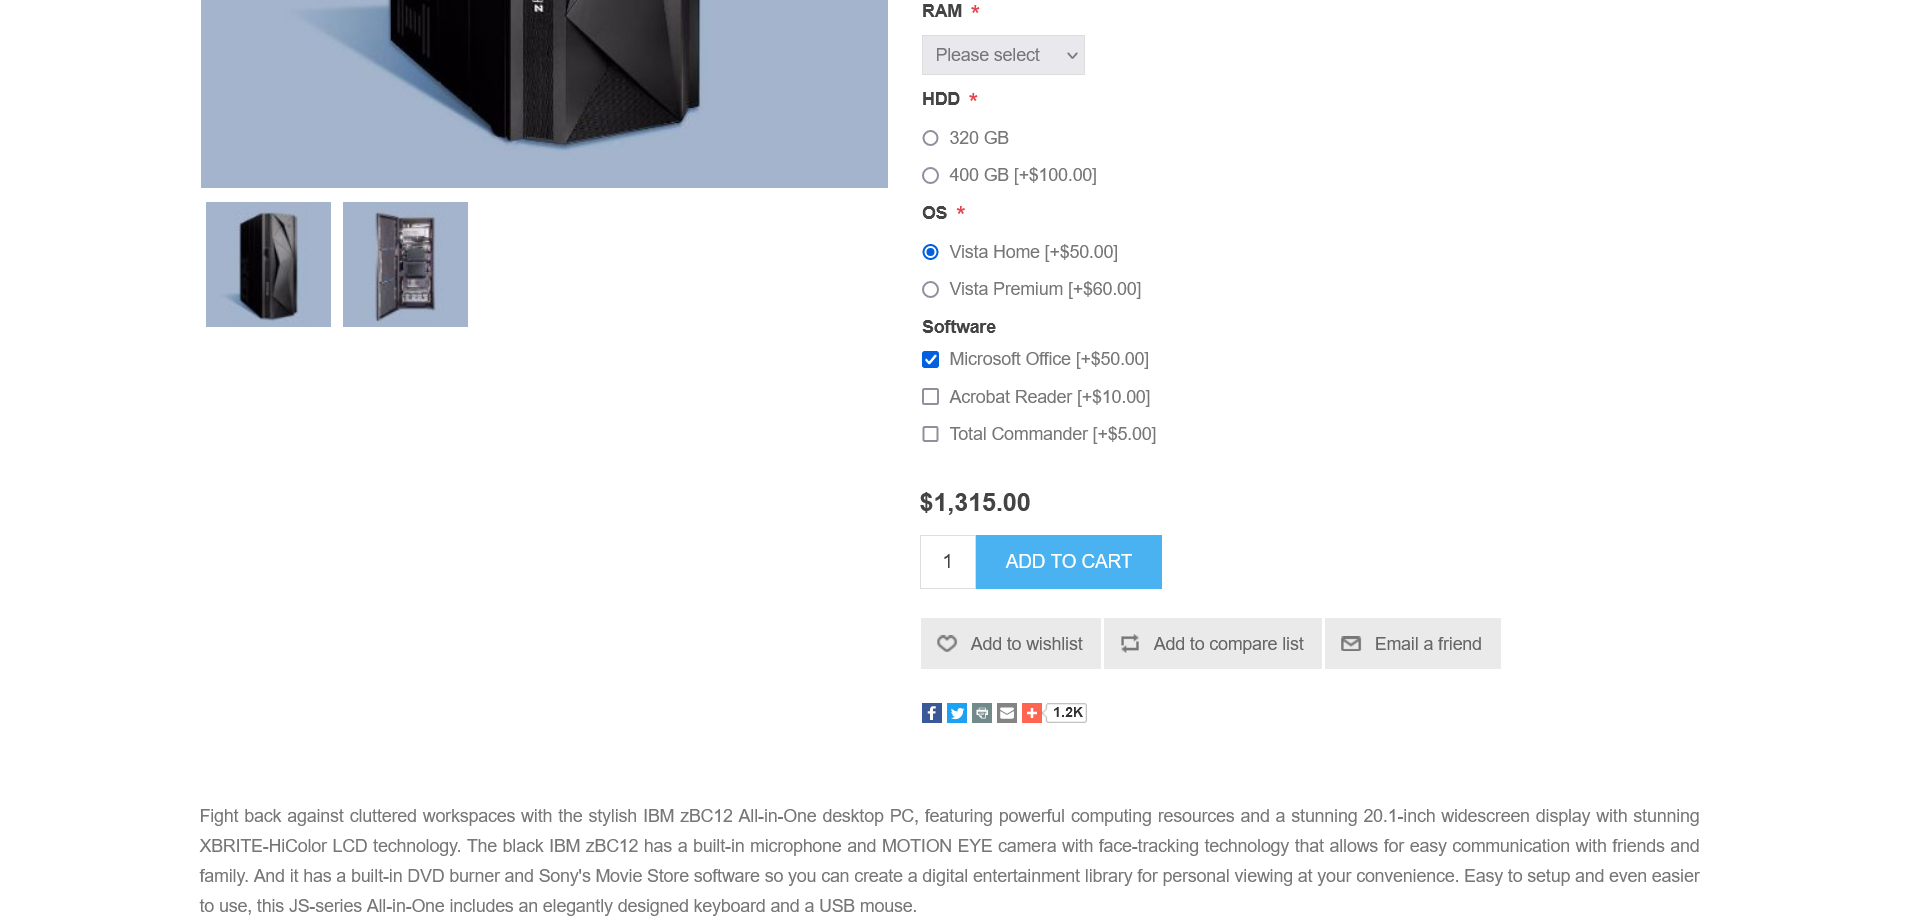 RAM *
Please select
HDD *
320 GB
400 GB [+$100.00]
OS *
Vista Home [+$50.00]
Vista Premium [+$60.00]
Software
Microsoft Office [+$50.00]
Acrobat Reader [+$10.00]
Total Commander [+$5.00]
$1,315.00
1 ADD TO CART
Add to wishlist Add to compare list Email a friend
1.2K
Fight back against cluttered workspaces with the stylish IBM zBC12 All-in-One desktop PC, featuring powerful computing resources and a stunning 20.1-inch widescreen display with stunning
XBRITE-HiColor LCD technology. The black IBM zBC12 has a built-in microphone and MOTION EYE camera with face-tracking technology that allows for easy communication with friends and
family. And it has a built-in DVD burner and Sony's Movie Store software so you can create a digital entertainment library for personal viewing at your convenience. Easy to setup and even easier
to use, this JS-series All-in-One includes an elegantly designed keyboard and a USB mouse.